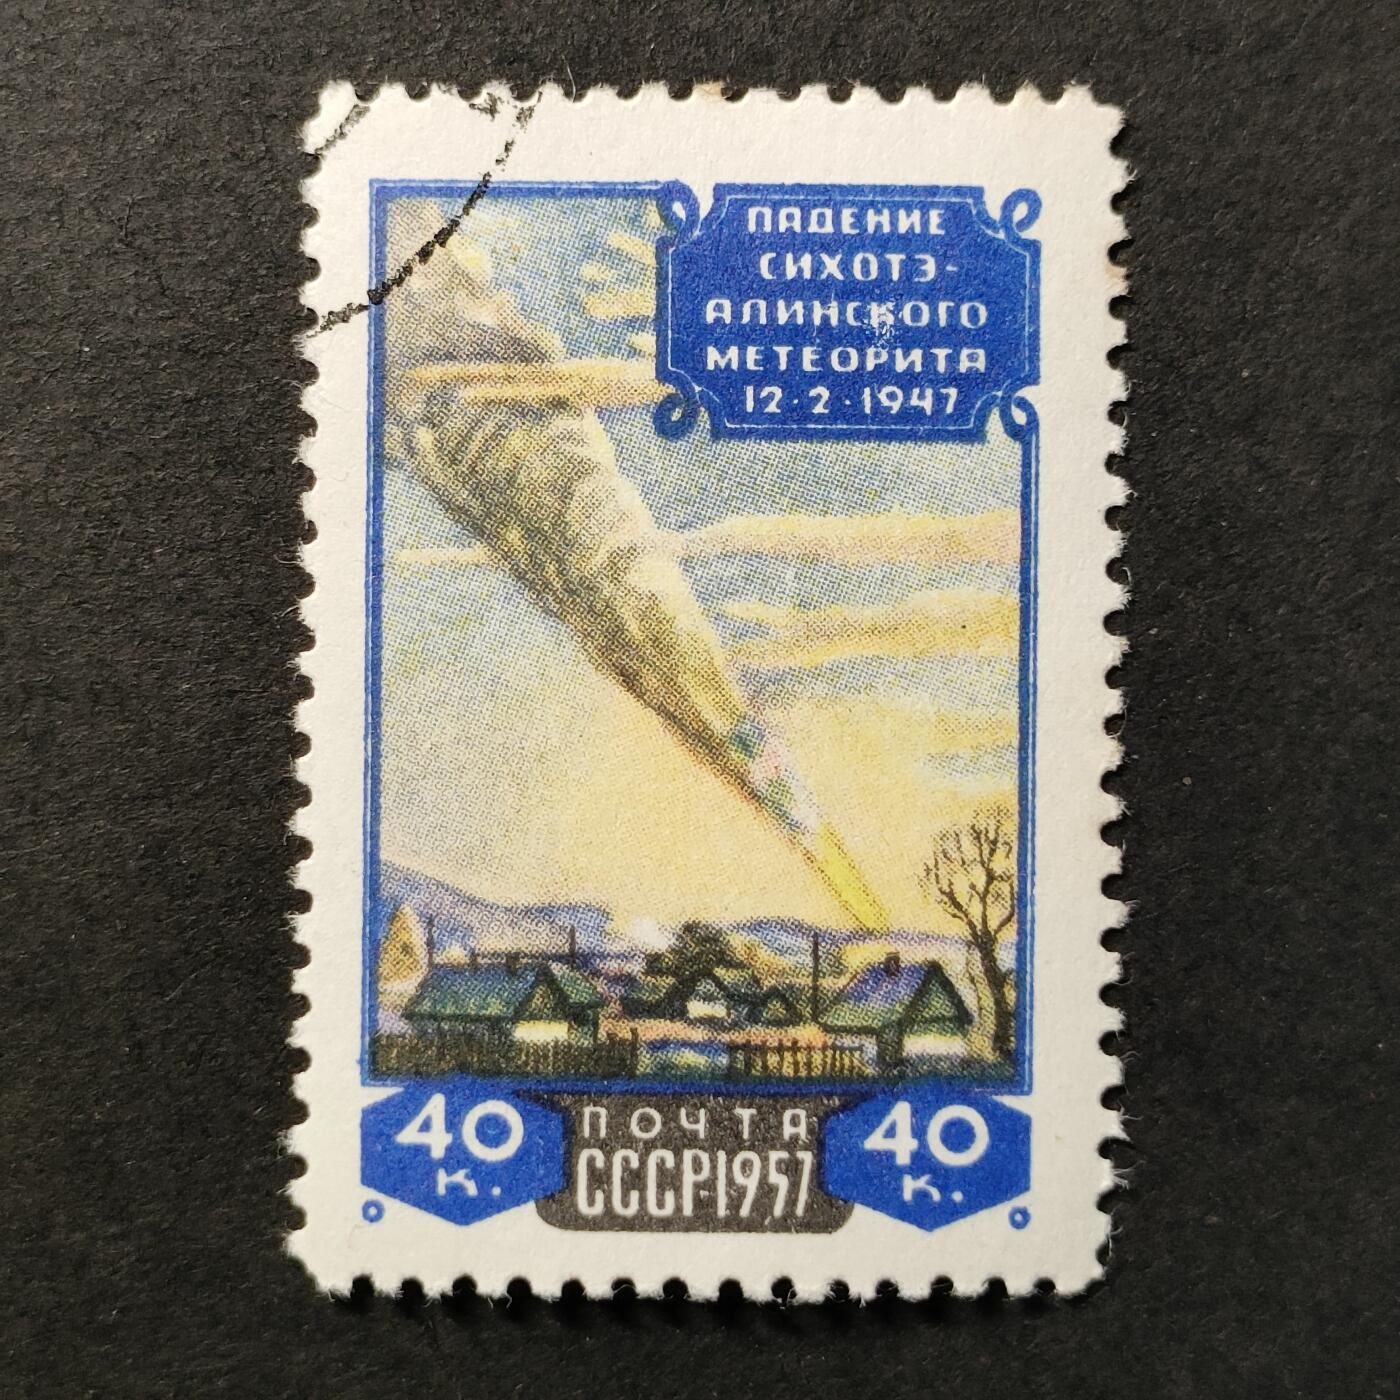 ПАДЕНИЕ
СИХОТЭ-
АЛИНСКОГО
МЕТЕОРИТА
12·2·1947
40 к.
ПОЧТА
СССР·1957
40 к.